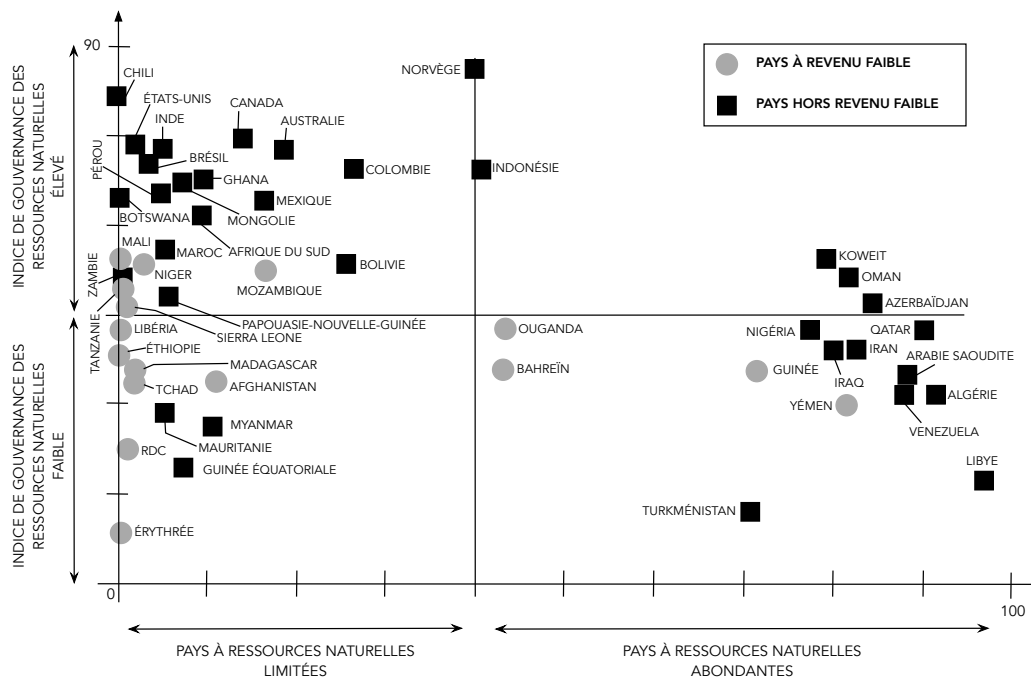 90
INDICE DE GOUVERNANCE DES
RESSOURCES NATURELLES
ÉLEVÉ
INDICE DE GOUVERNANCE DES
RESSOURCES NATURELLES
FAIBLE
PAYS À REVENU FAIBLE
PAYS HORS REVENU FAIBLE
CHILI
ÉTATS-UNIS
INDE
CANADA
AUSTRALIE
NORVÈGE
PÉROU
BRÉSIL
GHANA
COLOMBIE
INDONÉSIE
BOTSWANA
MONGOLIE
MEXIQUE
MALI
MAROC
AFRIQUE DU SUD
KOWEIT
ZAMBIE
NIGER
MOZAMBIQUE
BOLIVIE
OMAN
AZERBAÏDJAN
TANZANIE
LIBÉRIA
PAPOUASIE-NOUVELLE-GUINÉE
SIERRA LEONE
OUGANDA
NIGÉRIA
QATAR
ÉTHIOPIE
MADAGASCAR
BAHREÏN
GUINÉE
IRAN
IRAQ
ARABIE SAOUDITE
TCHAD
AFGHANISTAN
YÉMEN
ALGÉRIE
MYANMAR
MAURITANIE
VENEZUELA
RDC
GUINÉE ÉQUATORIALE
LIBYE
TURKMÉNISTAN
ÉRYTHRÉE
0
100
PAYS À RESSOURCES NATURELLES
LIMITÉES
PAYS À RESSOURCES NATURELLES
ABONDANTES